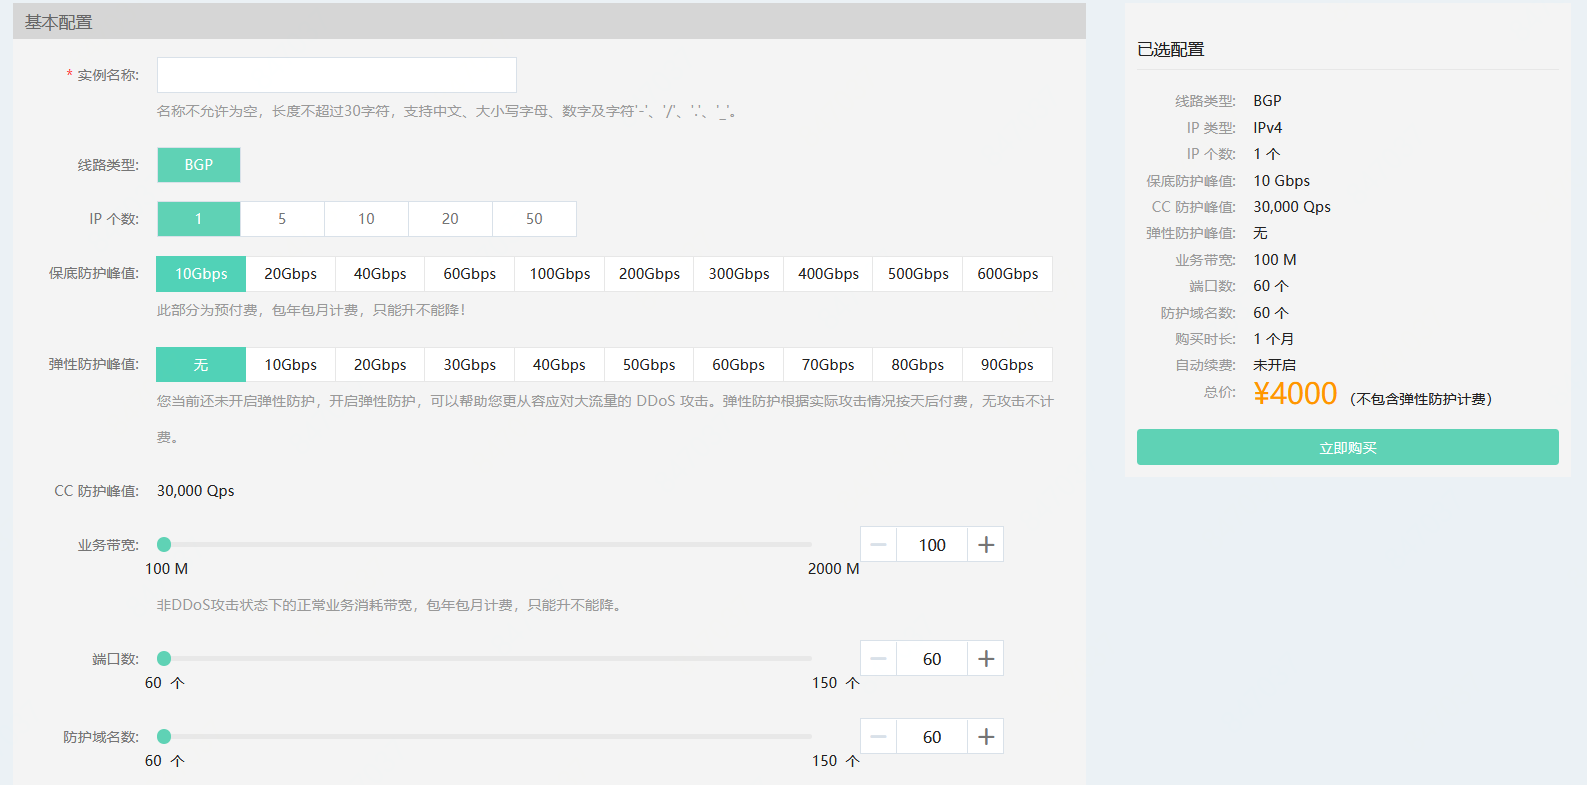 基本配置
* 实例名称:
名称不允许为空，长度不超过30字符，支持中文、大小写字母、数字及字符'-'、'/'、'.'、'_'。
线路类型: BGP
IP 个数: 1 5 10 20 50
保底防护峰值: 10Gbps 20Gbps 40Gbps 60Gbps 100Gbps 200Gbps 300Gbps 400Gbps 500Gbps 600Gbps
此部分为预付费，包年包月计费，只能升不能降！
弹性防护峰值: 无 10Gbps 20Gbps 30Gbps 40Gbps 50Gbps 60Gbps 70Gbps 80Gbps 90Gbps
您当前还未开启弹性防护，开启弹性防护，可以帮助您更从容应对大流量的 DDoS 攻击。弹性防护根据实际攻击情况按天后付费，无攻击不计
费。
CC 防护峰值: 30,000 Qps
业务带宽: 100
100 M 2000 M
非DDoS攻击状态下的正常业务消耗带宽，包年包月计费，只能升不能降。
端口数: 60
60 个 150 个
防护域名数: 60
60 个 150 个
已选配置
线路类型: BGP
IP 类型: IPv4
IP 个数: 1 个
保底防护峰值: 10 Gbps
CC 防护峰值: 30,000 Qps
弹性防护峰值: 无
业务带宽: 100 M
端口数: 60 个
防护域名数: 60 个
购买时长: 1 个月
自动续费: 未开启
总价: ¥4000（不包含弹性防护计费）
立即购买